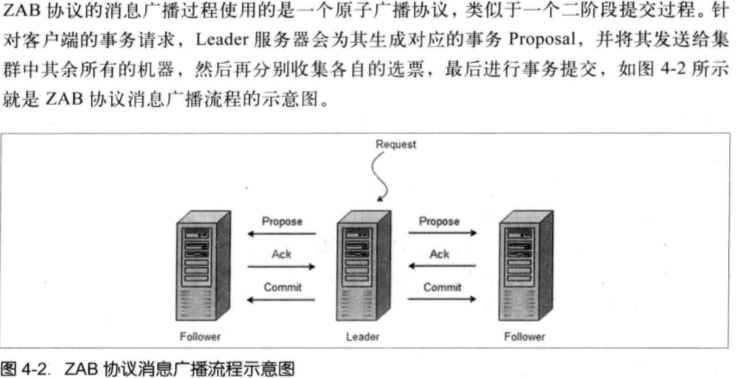 ZAB 协议的消息广播过程使用的是一个原子广播协议，类似于一个二阶段提交过程。针
对客户端的事务请求，Leader 服务器会为其生成对应的事务 Proposal，并将其发送给集
群中其余所有的机器，然后再分别收集各自的选票，最后进行事务提交，如图 4-2 所示
就是 ZAB 协议消息广播流程的示意图。
Request
Propose Propose
Ack Ack
Commit Commit
Follower Leader Follower
图 4-2. ZAB 协议消息广播流程示意图